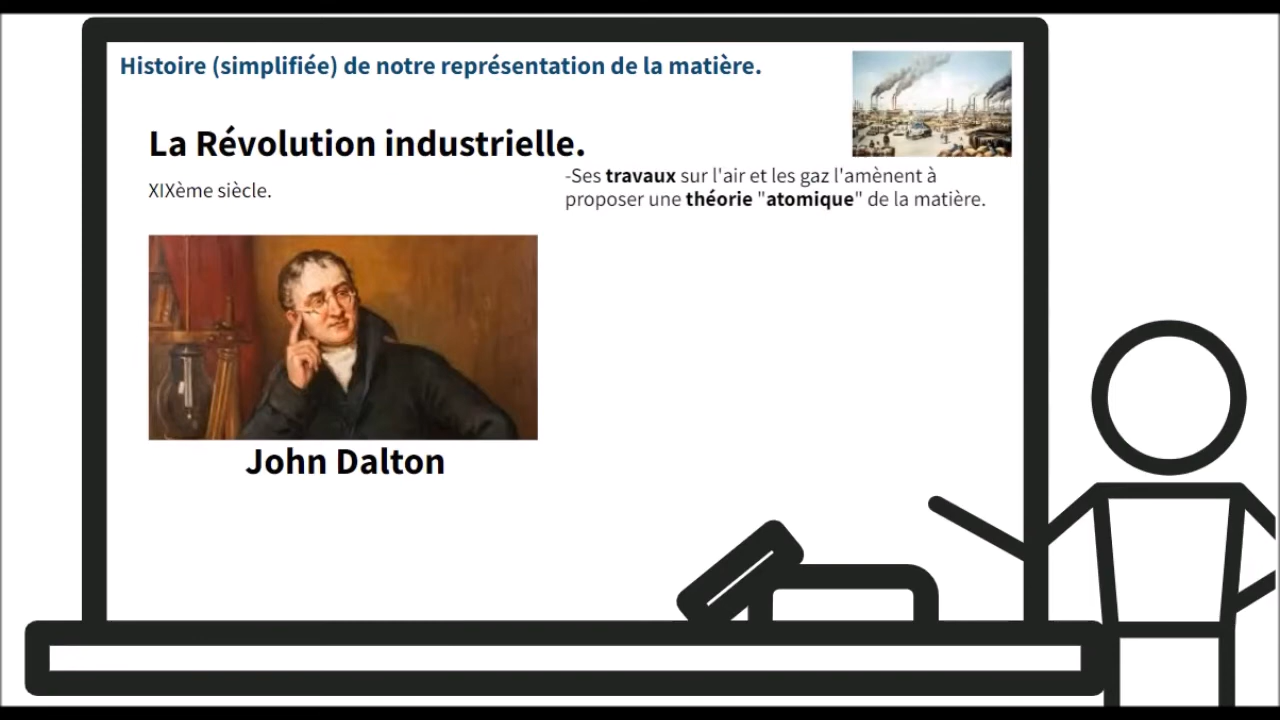 Histoire (simplifiée) de notre représentation de la matière.
La Révolution industrielle.
XIXème siècle.
-Ses travaux sur l'air et les gaz l'amènent à
proposer une théorie "atomique" de la matière.
John Dalton